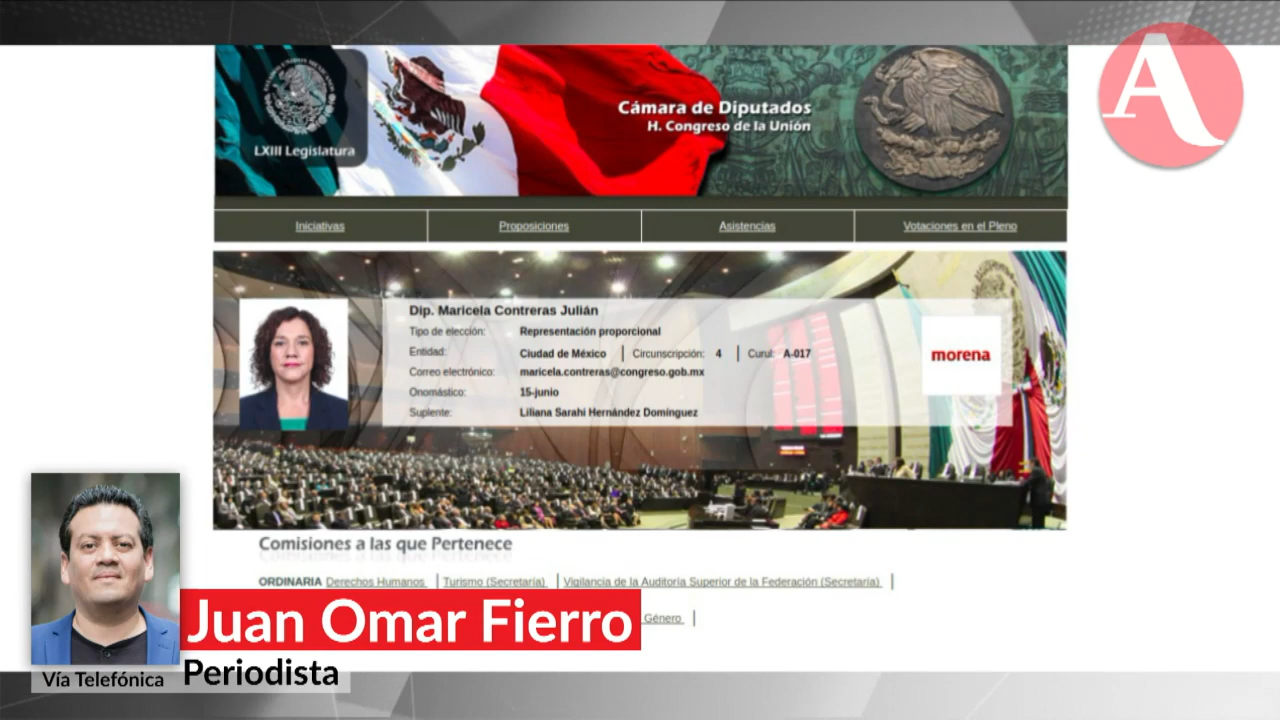 A
Cámara de Diputados
H. Congreso de la Unión
LXIII Legislatura
Iniciativas
Proposiciones
Asistencias
Votaciones en el Pleno
Dip. Maricela Contreras Julián
Tipo de elección: Representación proporcional
Entidad: Ciudad de México | Circunscripción: 4 | Curul: A-017
Correo electrónico: maricela.contreras@congreso.gob.mx
Onomástico: 15-junio
Suplente: Liliana Sarahi Hernández Domínguez
morena
Comisiones a las que Pertenece
ORDINARIA Derechos Humanos | Turismo (Secretaría) | Vigilancia de la Auditoría Superior de la Federación (Secretaría) |
Género |
Juan Omar Fierro
Periodista
Vía Telefónica